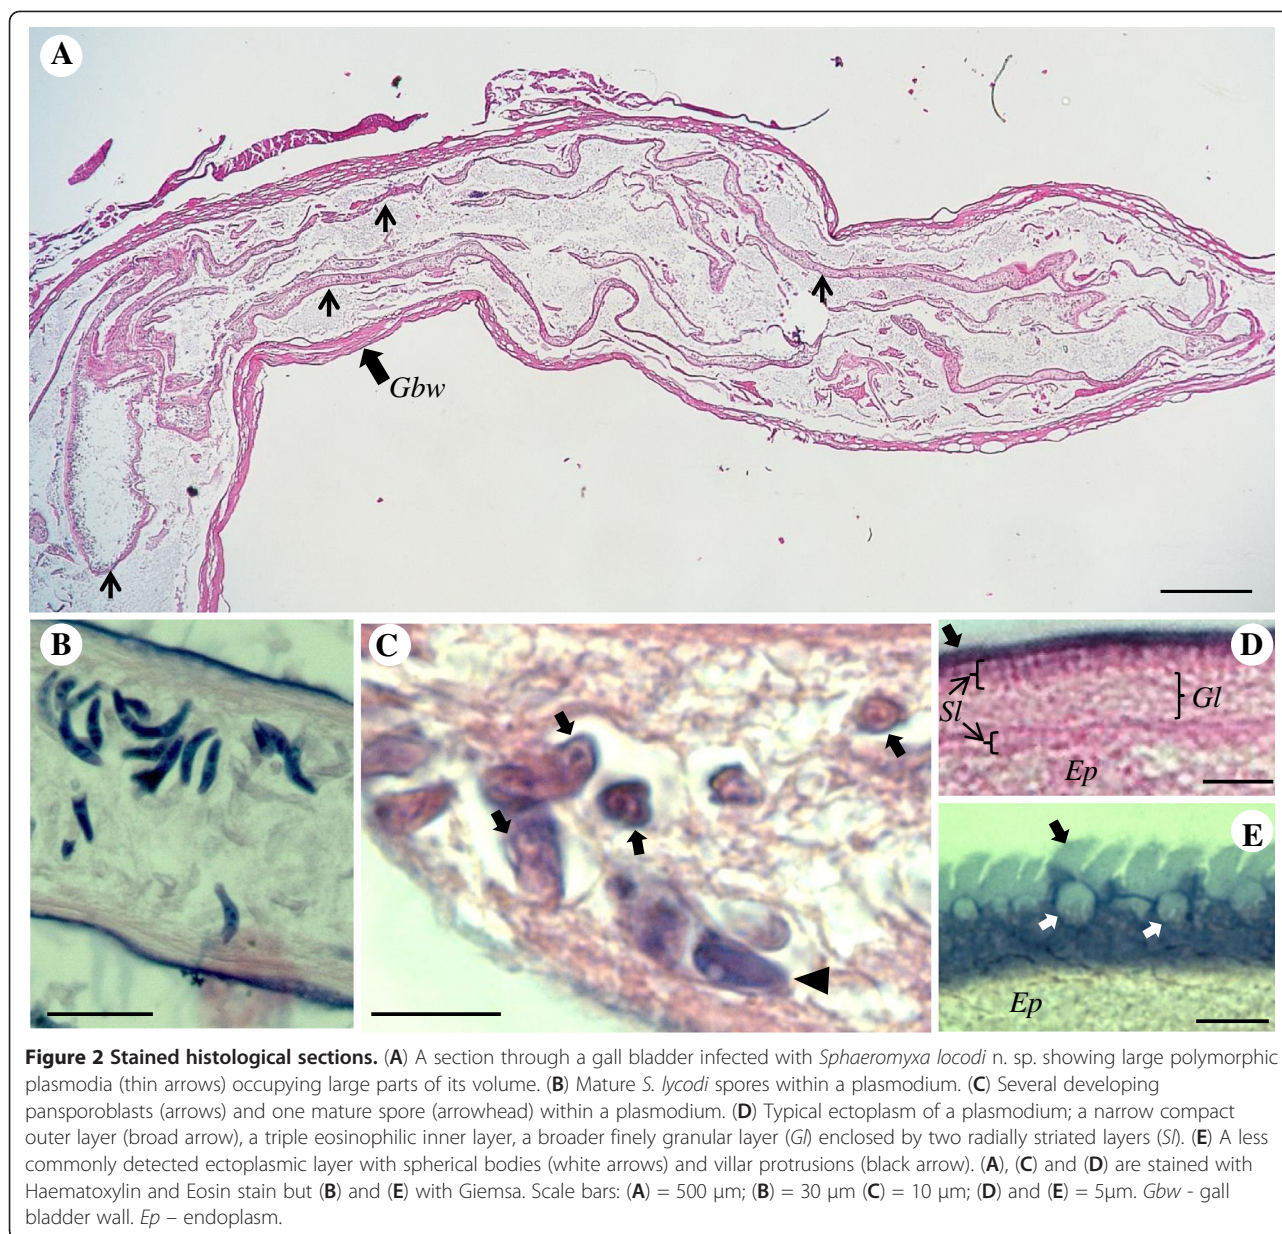 A
Gbw
B
C
D
Sl
Gl
Ep
E
Ep
Figure 2 Stained histological sections. (A) A section through a gall bladder infected with Sphaeromyxa locodi n. sp. showing large polymorphic
plasmodia (thin arrows) occupying large parts of its volume. (B) Mature S. lycodi spores within a plasmodium. (C) Several developing
pansporoblasts (arrows) and one mature spore (arrowhead) within a plasmodium. (D) Typical ectoplasm of a plasmodium; a narrow compact
outer layer (broad arrow), a triple eosinophilic inner layer, a broader finely granular layer (Gl) enclosed by two radially striated layers (Sl). (E) A less
commonly detected ectoplasmic layer with spherical bodies (white arrows) and villar protrusions (black arrow). (A), (C) and (D) are stained with
Haematoxylin and Eosin stain but (B) and (E) with Giemsa. Scale bars: (A) = 500 μm; (B) = 30 μm (C) = 10 μm; (D) and (E) = 5μm. Gbw - gall
bladder wall. Ep – endoplasm.